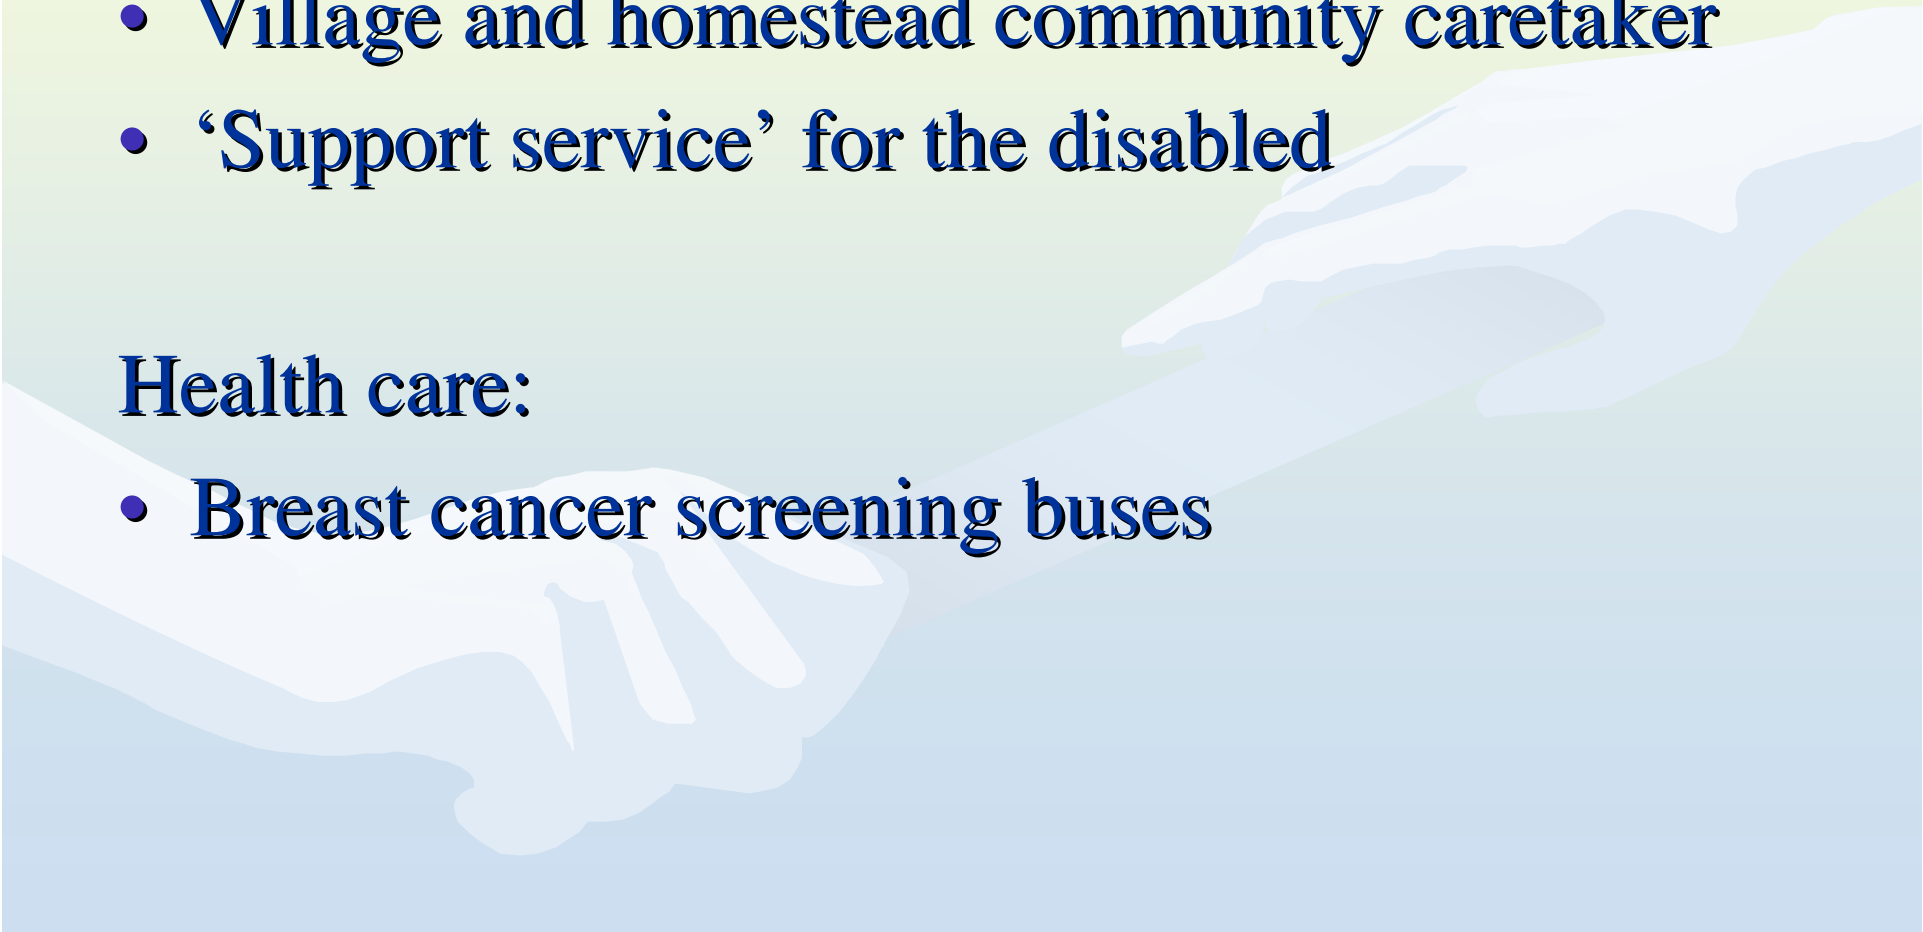 • Village and homestead community caretaker
• ‘Support service’ for the disabled
Health care:
• Breast cancer screening buses